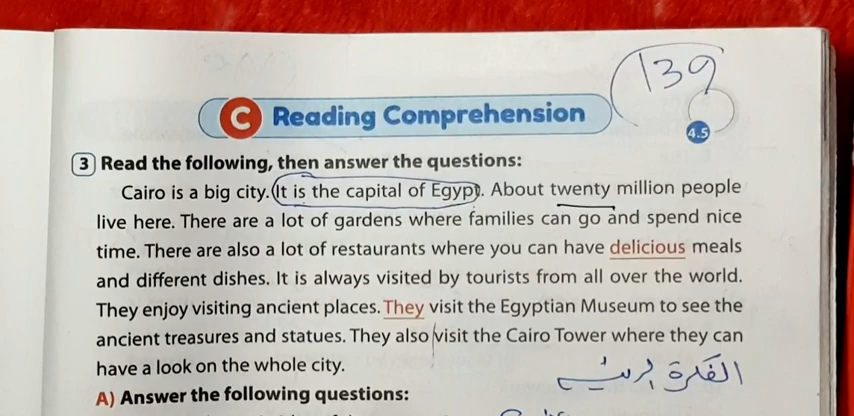 139
C Reading Comprehension
4.5
3 Read the following, then answer the questions:
Cairo is a big city. It is the capital of Egypt. About twenty million people
live here. There are a lot of gardens where families can go and spend nice
time. There are also a lot of restaurants where you can have delicious meals
and different dishes. It is always visited by tourists from all over the world.
They enjoy visiting ancient places. They visit the Egyptian Museum to see the
ancient treasures and statues. They also visit the Cairo Tower where they can
have a look on the whole city.
الفكرة
A) Answer the following questions: